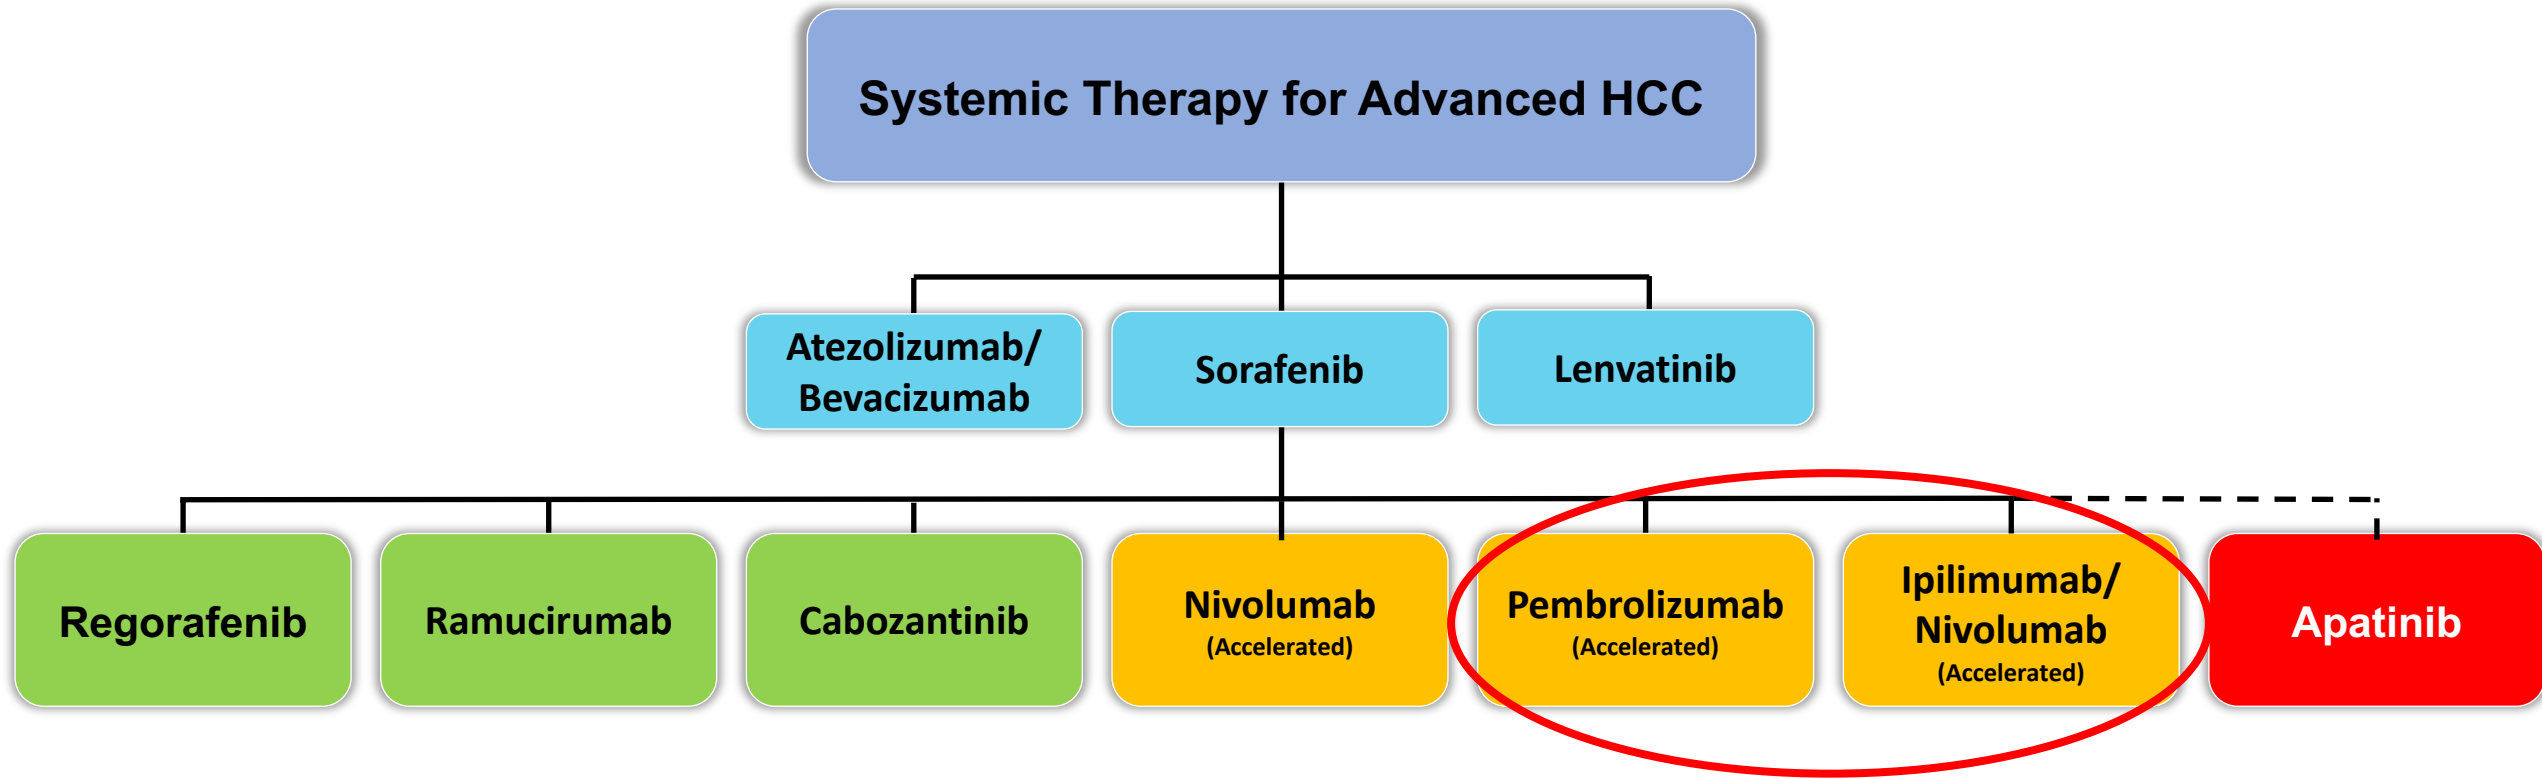 Systemic Therapy for Advanced HCC
Atezolizumab/
Bevacizumab
Sorafenib
Lenvatinib
Regorafenib
Ramucirumab
Cabozantinib
Nivolumab
(Accelerated)
Pembrolizumab
(Accelerated)
Ipilimumab/
Nivolumab
(Accelerated)
Apatinib